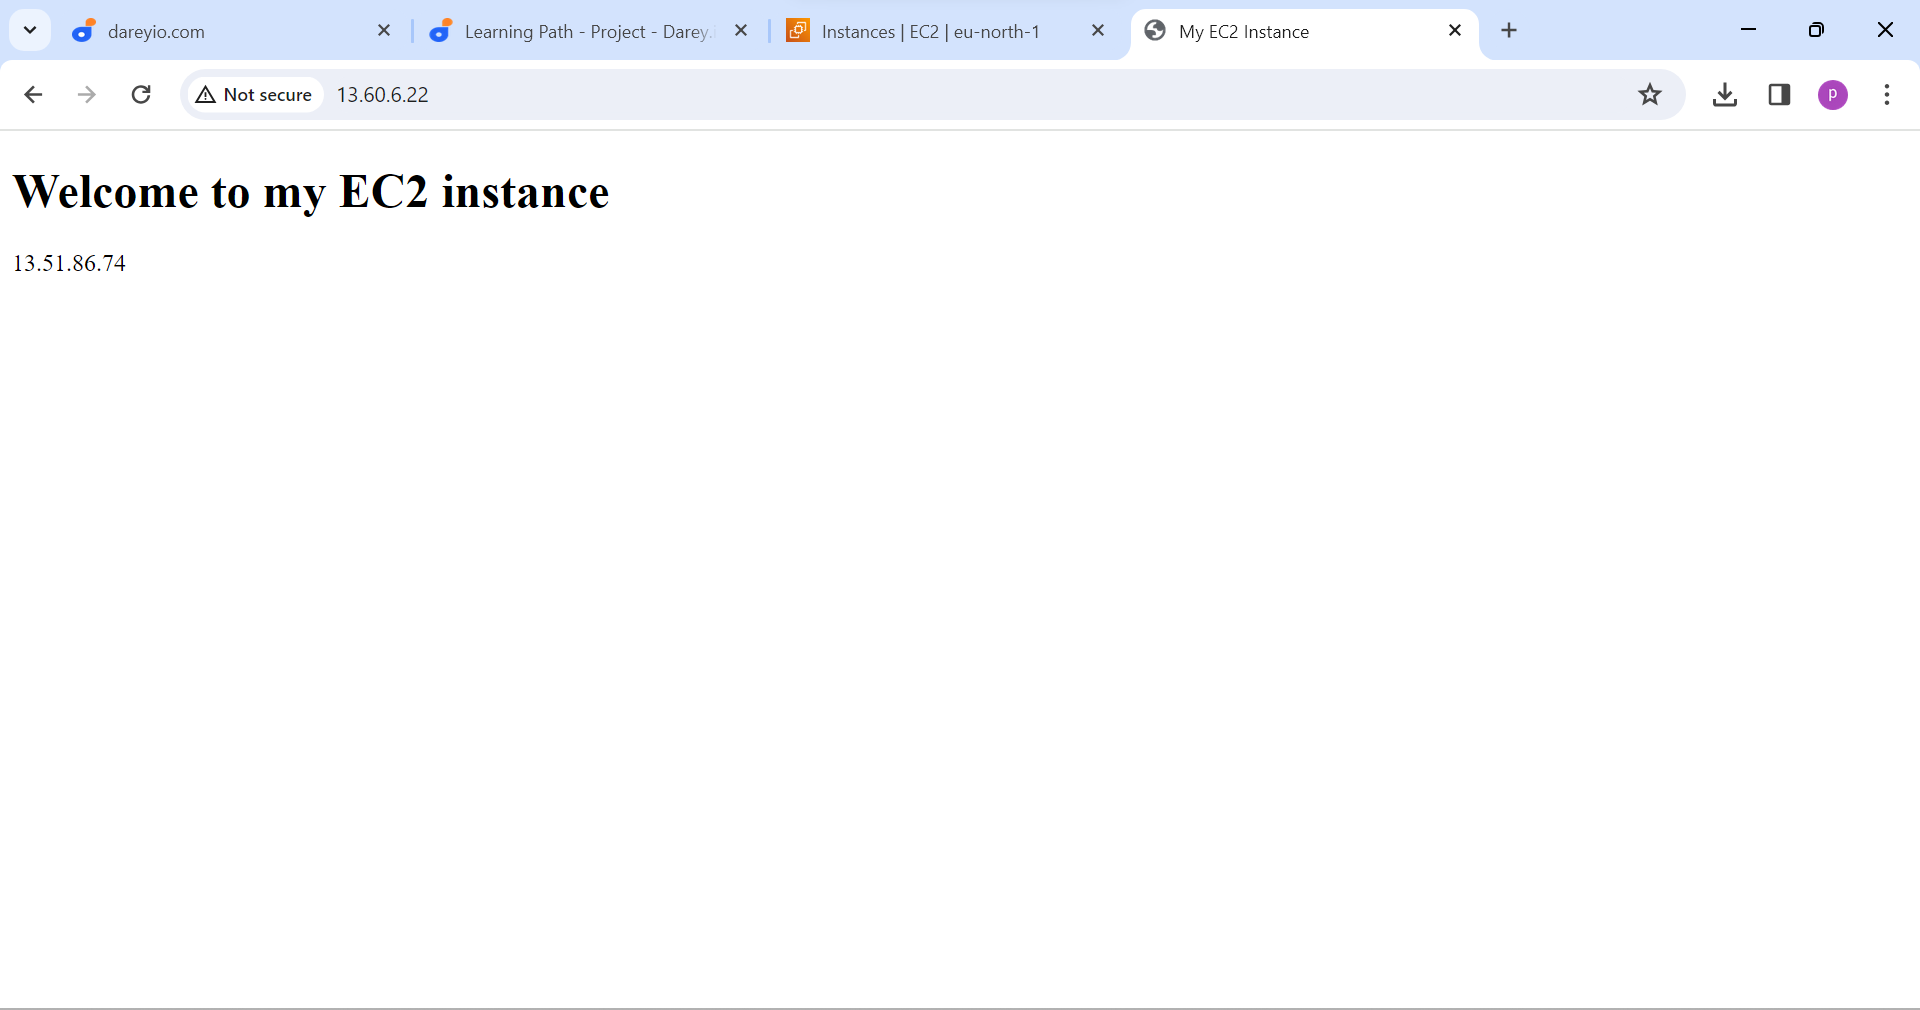 dareyio.com
Learning Path - Project - Darey.
Instances | EC2 | eu-north-1
My EC2 Instance
Not secure
13.60.6.22
P
Welcome to my EC2 instance
13.51.86.74